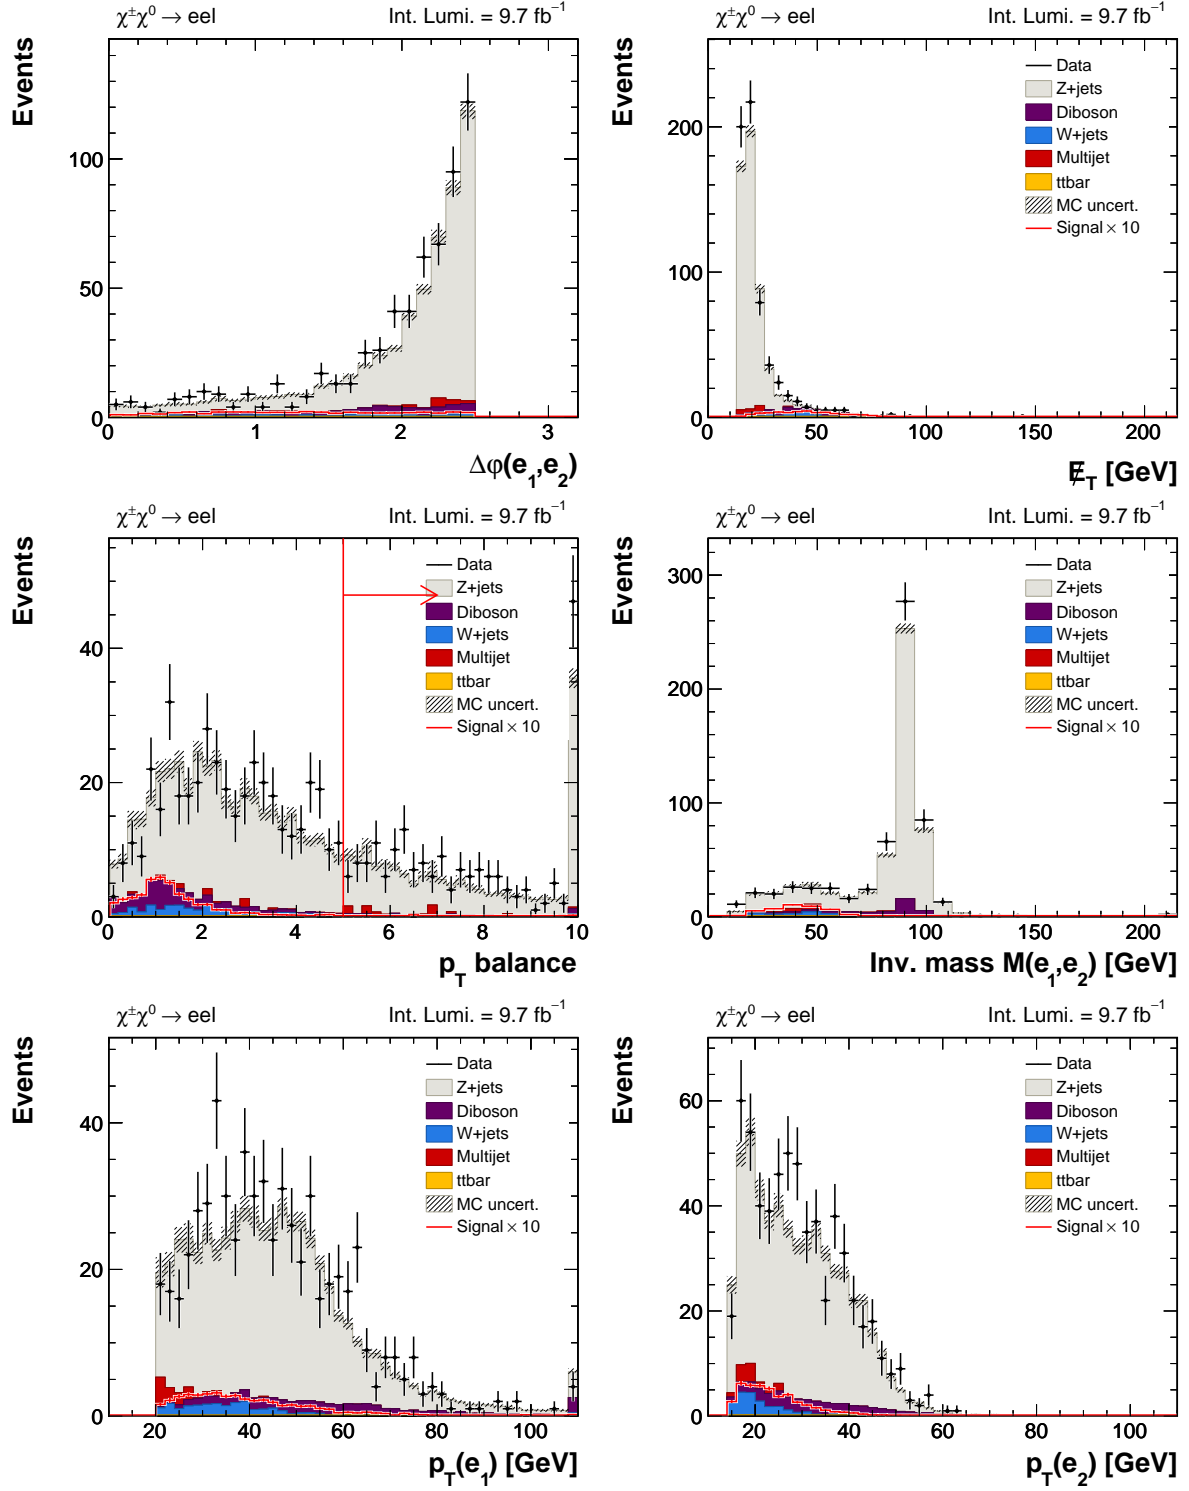 χ±χ0 → eel Int. Lumi. = 9.7 fb−1
Events
100
50
0
0 1 2 3
Δφ(e1,e2)
Int. Lumi. = 9.7 fb−1
Events
Data
Z+jets
Diboson
W+jets
Multijet
ttbar
MC uncert.
Signal × 10
200
100
0
0 50 100 150 200
E̸T [GeV]
χ±χ0 → eel Int. Lumi. = 9.7 fb−1
Events
Data
Z+jets
Diboson
W+jets
Multijet
ttbar
MC uncert.
Signal × 10
40
20
0
0 2 4 6 8 10
pT balance
χ±χ0 → eel Int. Lumi. = 9.7 fb−1
Events
Data
Z+jets
Diboson
W+jets
Multijet
ttbar
MC uncert.
Signal × 10
300
200
100
0
0 50 100 150 200
Inv. mass M(e1,e2) [GeV]
χ±χ0 → eel Int. Lumi. = 9.7 fb−1
Events
Data
Z+jets
Diboson
W+jets
Multijet
ttbar
MC uncert.
Signal × 10
40
20
0
20 40 60 80 100
pT(e1) [GeV]
χ±χ0 → eel Int. Lumi. = 9.7 fb−1
Events
Data
Z+jets
Diboson
W+jets
Multijet
ttbar
MC uncert.
Signal × 10
60
40
20
0
20 40 60 80 100
pT(e2) [GeV]